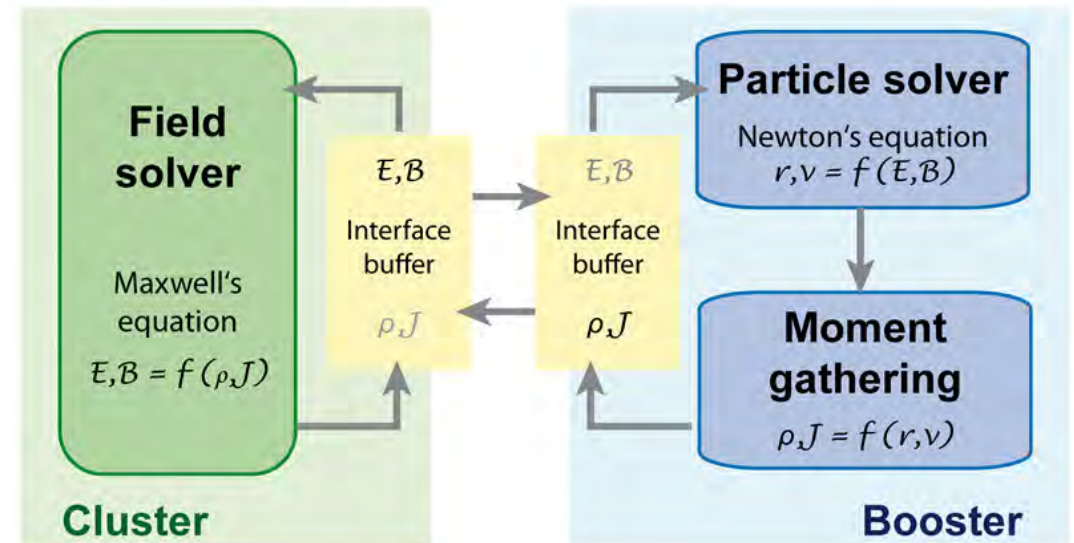 Field
solver
Maxwell‘s
equation
E,B = f(ρ,J)
E,B
Interface
buffer
ρ,J
E,B
Interface
buffer
ρ,J
Particle solver
Newton‘s equation
r,v = f(E,B)
Moment
gathering
ρ,J = f(r,v)
Cluster
Booster